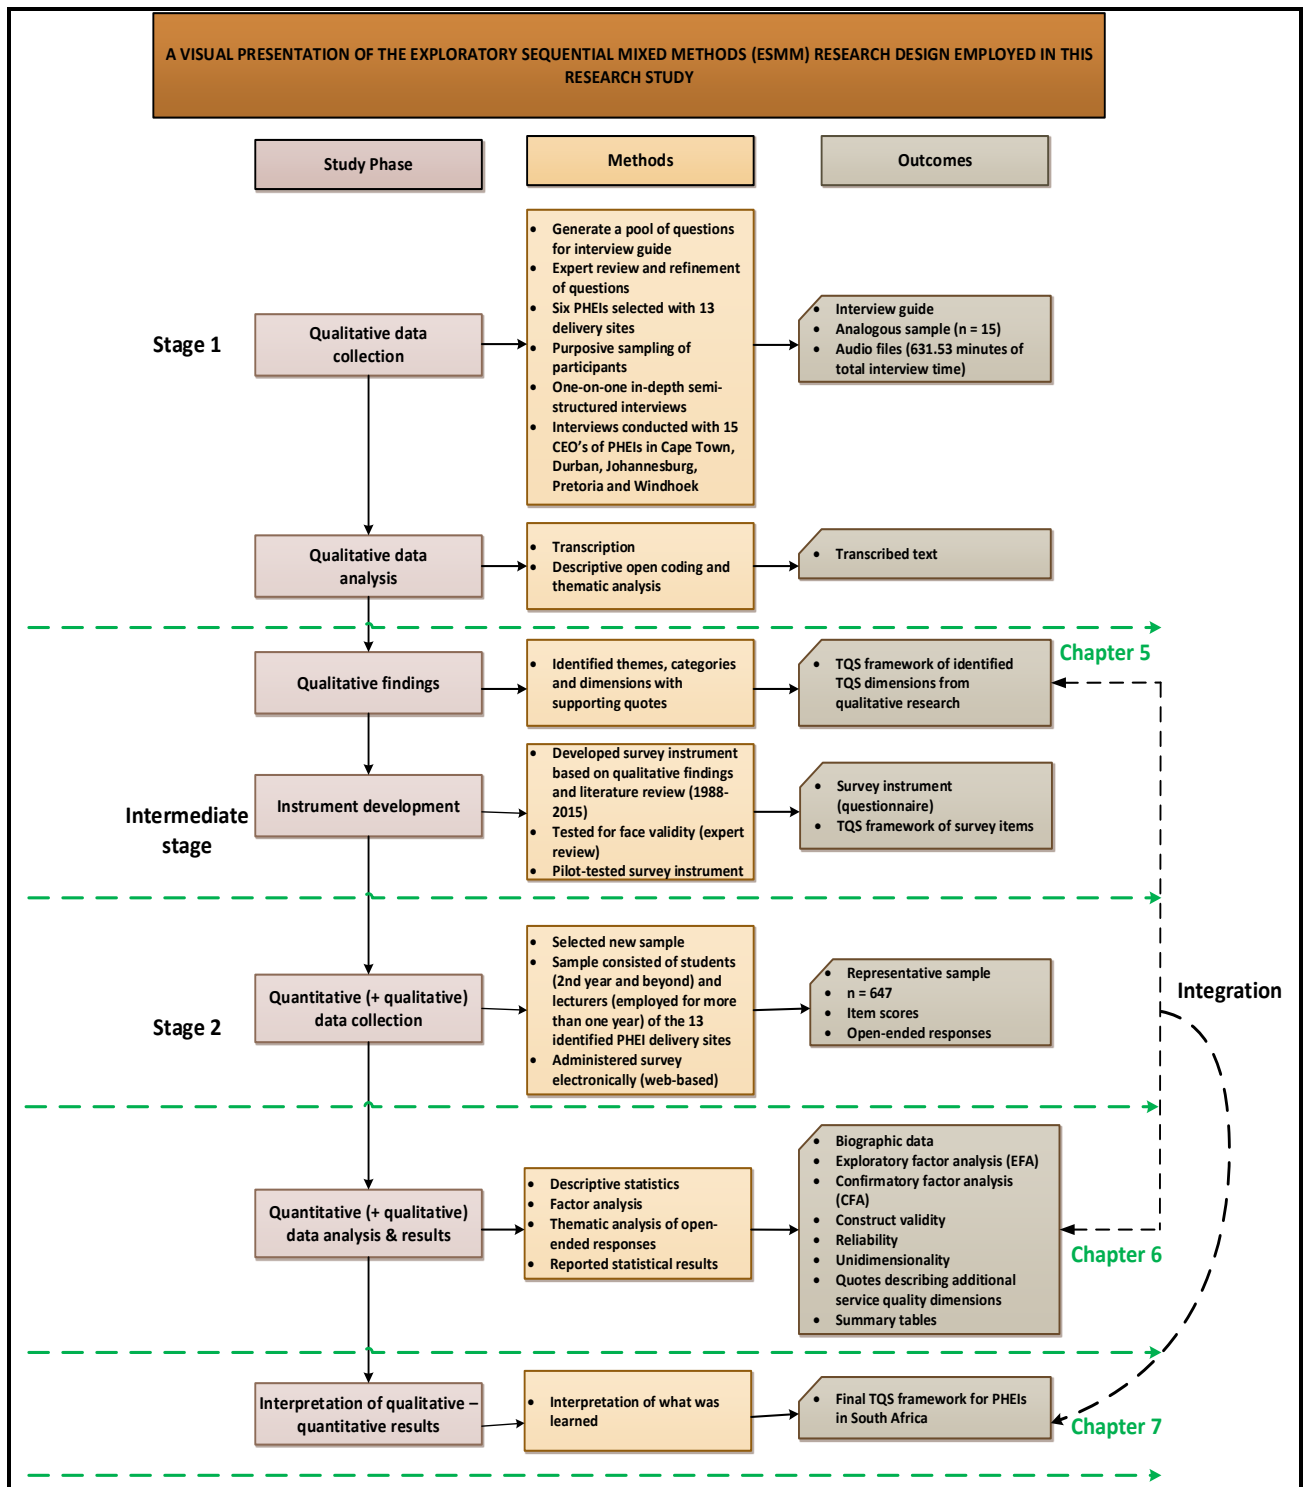 A VISUAL PRESENTATION OF THE EXPLORATORY SEQUENTIAL MIXED METHODS (ESMM) RESEARCH DESIGN EMPLOYED IN THIS
RESEARCH STUDY
Study Phase
Methods
Outcomes
Stage 1
Qualitative data
collection
• Generate a pool of questions
for interview guide
• Expert review and refinement
of questions
• Six PHEIs selected with 13
delivery sites
• Purposive sampling of
participants
• One-on-one in-depth semi-
structured interviews
• Interviews conducted with 15
CEO's of PHEIs in Cape Town,
Durban, Johannesburg,
Pretoria and Windhoek
• Interview guide
• Analogous sample (n = 15)
• Audio files (631.53 minutes of
total interview time)
Qualitative data
analysis
• Transcription
• Descriptive open coding and
thematic analysis
• Transcribed text
Qualitative findings
• Identified themes, categories
and dimensions with
supporting quotes
• TQS framework of identified
TQS dimensions from
qualitative research
Chapter 5
Intermediate
stage
Instrument development
• Developed survey instrument
based on qualitative findings
and literature review (1988-
2015)
• Tested for face validity (expert
review)
• Pilot-tested survey instrument
• Survey instrument
(questionnaire)
• TQS framework of survey items
Stage 2
Quantitative (+ qualitative)
data collection
• Selected new sample
• Sample consisted of students
(2nd year and beyond) and
lecturers (employed for more
than one year) of the 13
identified PHEI delivery sites
• Administered survey
electronically (web-based)
• Representative sample
• n = 647
• Item scores
• Open-ended responses
Integration
Quantitative (+ qualitative)
data analysis & results
• Descriptive statistics
• Factor analysis
• Thematic analysis of open-
ended responses
• Reported statistical results
• Biographic data
• Exploratory factor analysis (EFA)
• Confirmatory factor analysis
(CFA)
• Construct validity
• Reliability
• Unidimensionality
• Quotes describing additional
service quality dimensions
• Summary tables
Chapter 6
Interpretation of qualitative –
quantitative results
• Interpretation of what was
learned
• Final TQS framework for PHEIs
in South Africa
Chapter 7